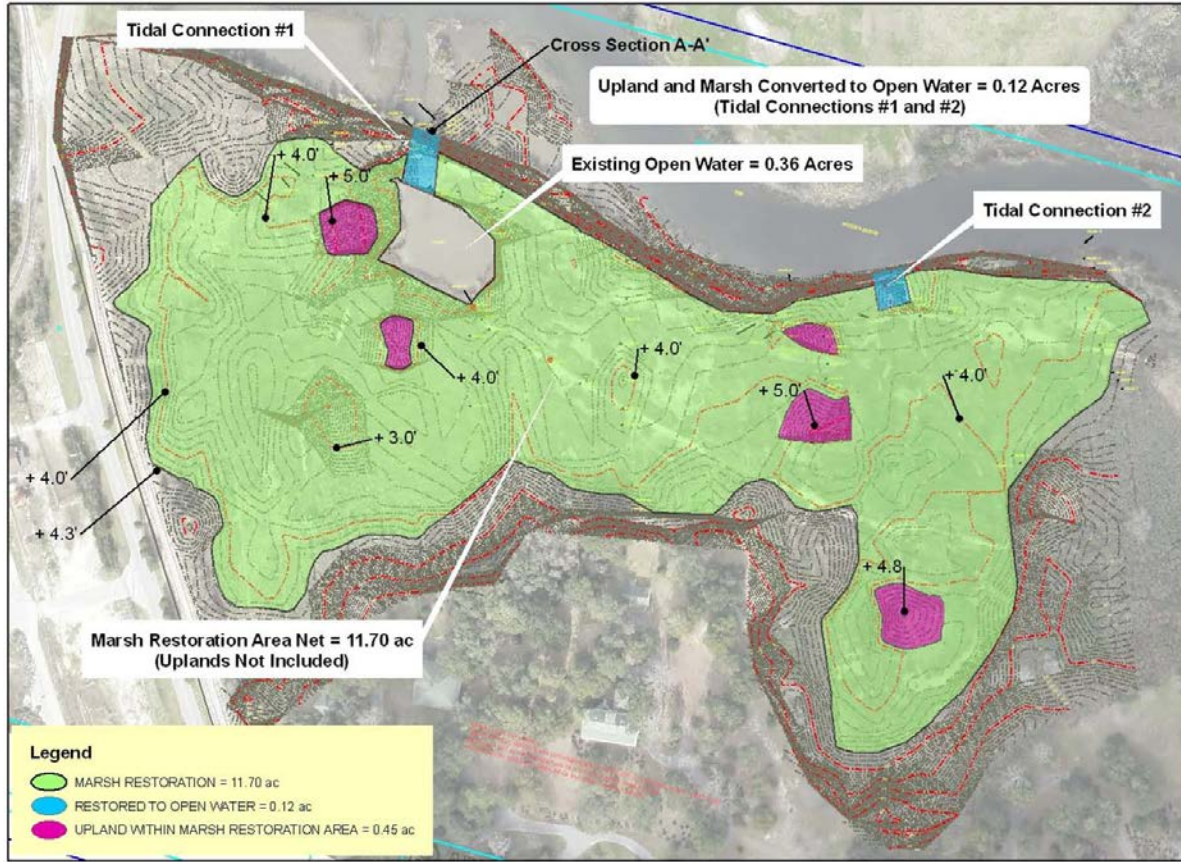 Tidal Connection #1
Cross Section A-A'
Upland and Marsh Converted to Open Water = 0.12 Acres
(Tidal Connections #1 and #2)
+ 4.0'
+ 5.0'
Existing Open Water = 0.36 Acres
Tidal Connection #2
+ 4.0'
+ 4.0'
+ 5.0'
+ 4.0'
+ 3.0'
+ 4.0'
+ 4.3'
+ 4.8
Marsh Restoration Area Net = 11.70 ac
(Uplands Not Included)
Legend
MARSH RESTORATION = 11.70 ac
RESTORED TO OPEN WATER = 0.12 ac
UPLAND WITHIN MARSH RESTORATION AREA = 0.45 ac